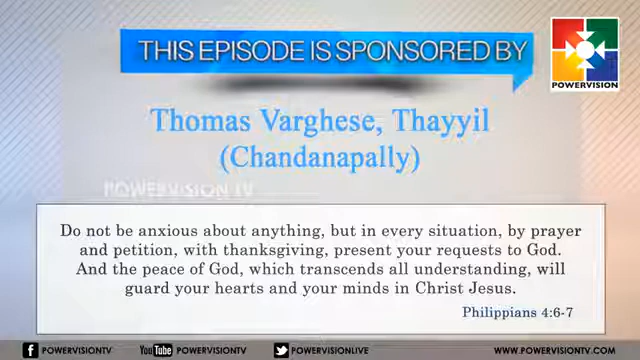 THIS EPISODE IS SPONSORED BY
POWERVISION
Thomas Varghese, Thayyil
(Chandanapally)
POWERVISION TV
Do not be anxious about anything, but in every situation, by prayer
and petition, with thanksgiving, present your requests to God.
And the peace of God, which transcends all understanding, will
guard your hearts and your minds in Christ Jesus.
Philippians 4:6-7
f POWERVISIONTV YouTube POWERVISIONTV POWERVISIONLIVE WWW.POWERVISIONTV.COM